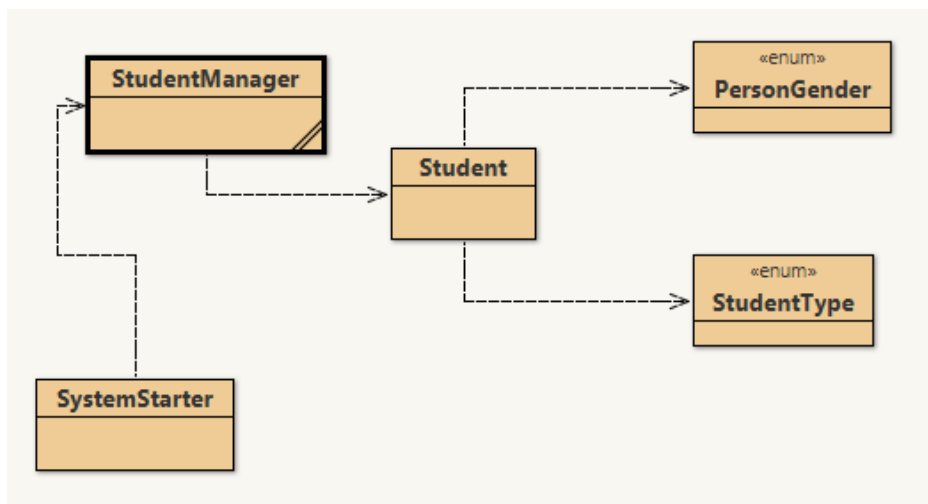 StudentManager
«enum»
PersonGender
Student
«enum»
StudentType
SystemStarter